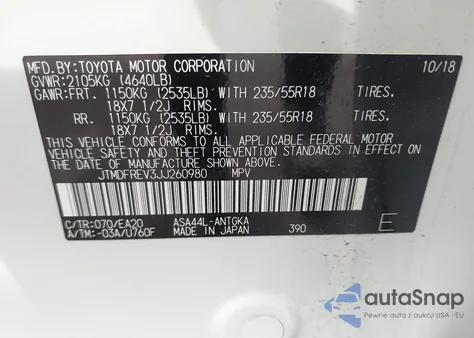 MFD.BY:TOYOTA MOTOR CORPORATION 10/18
GVWR:2105KG (4640LB)
GAWR:FRT. 1150KG (2535LB) WITH 235/55R18 TIRES.
18X7 1/2J RIMS.
RR. 1150KG (2535LB) WITH 235/55R18 TIRES.
18X7 1/2J RIMS.
THIS VEHICLE CONFORMS TO ALL APPLICABLE FEDERAL MOTOR
VEHICLE SAFETY AND BUMPER STANDARDS IN EFFECT ON THE DATE
OF MANUFACTURE SHOWN ABOVE.
JTMDFREV3JJ260980 MPV
C/TR:070/EA20 ASA44L-ANTGKA
A/TM:-03A/U760F MADE IN JAPAN 390 E
autaSnap
Pewne auta z USA i EU